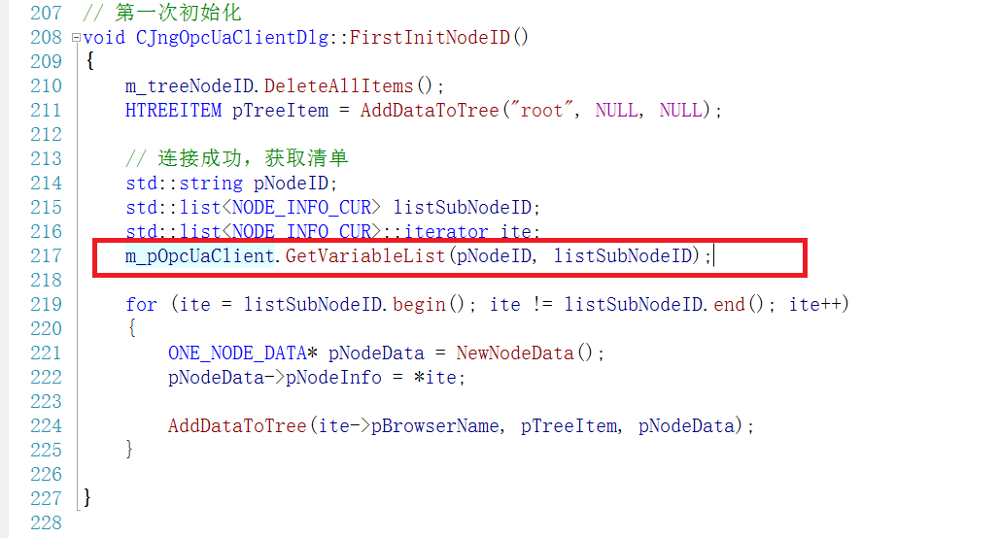 207 // 第一次初始化
208 void CJngOpcUaClientDlg::FirstInitNodeID()
209 {
210 m_treeNodeID.DeleteAllItems();
211 HTREEITEM pTreeItem = AddDataToTree("root", NULL, NULL);
212
213 // 连接成功，获取清单
214 std::string pNodeID;
215 std::list<NODE_INFO_CUR> listSubNodeID;
216 std::list<NODE_INFO_CUR>::iterator ite;
217 m_pOpcUaClient.GetVariableList(pNodeID, listSubNodeID);
218
219 for (ite = listSubNodeID.begin(); ite != listSubNodeID.end(); ite++)
220 {
221 ONE_NODE_DATA* pNodeData = NewNodeData();
222 pNodeData->pNodeInfo = *ite;
223
224 AddDataToTree(ite->pBrowserName, pTreeItem, pNodeData);
225 }
226
227 }
228